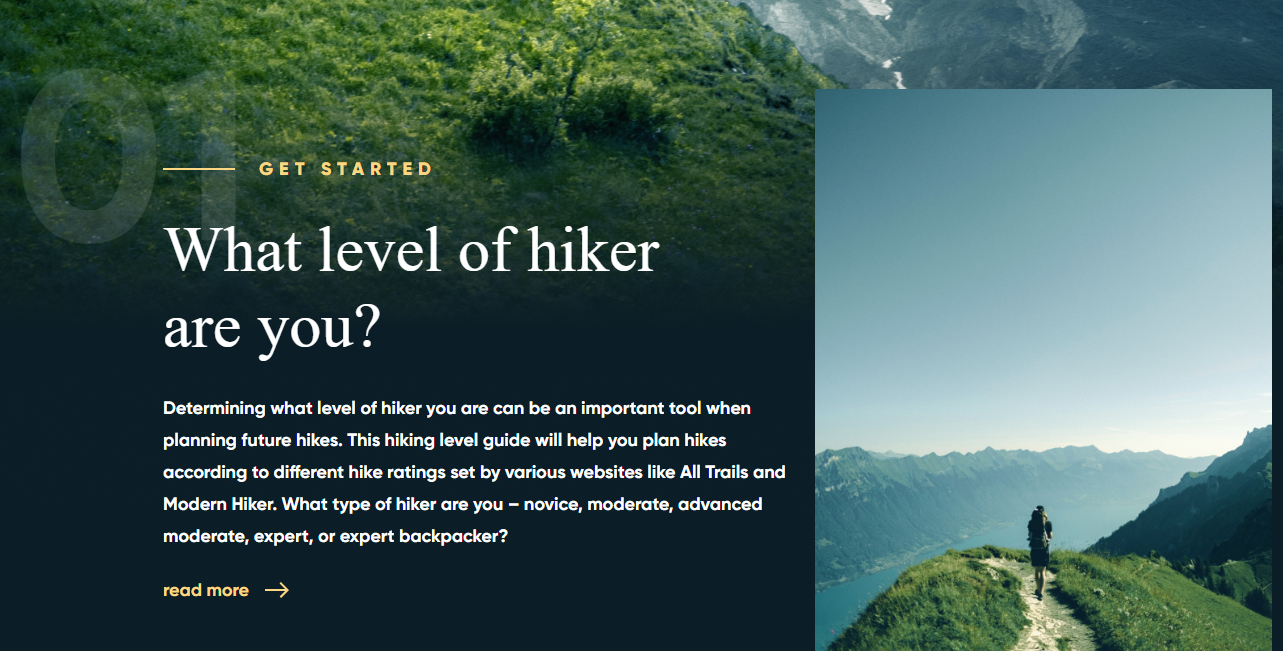 01
GET STARTED
What level of hiker
are you?
Determining what level of hiker you are can be an important tool when
planning future hikes. This hiking level guide will help you plan hikes
according to different hike ratings set by various websites like All Trails and
Modern Hiker. What type of hiker are you – novice, moderate, advanced
moderate, expert, or expert backpacker?
read more